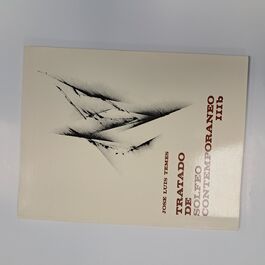 JOSE LUIS TEMES
TRATADO
DE
SOLFEO
CONTEMPORANEO
IIIb